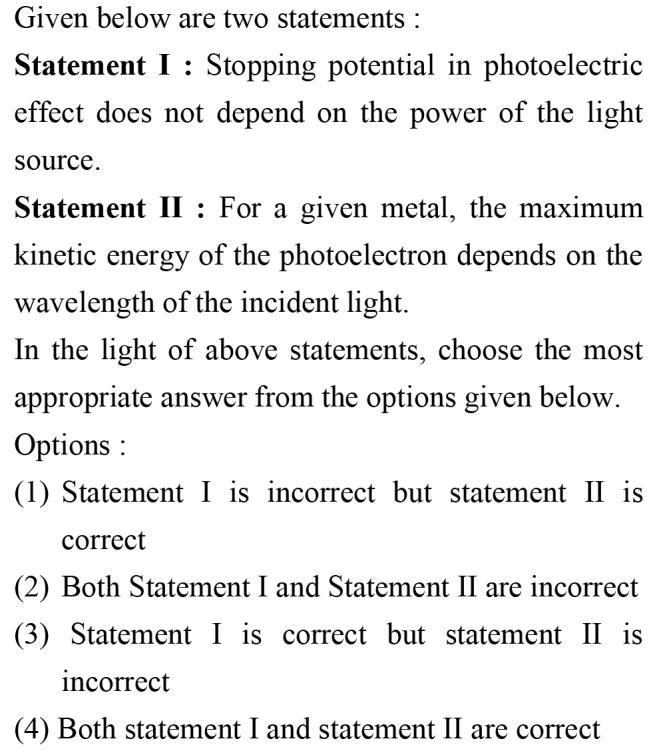 Given below are two statements :
Statement I : Stopping potential in photoelectric
effect does not depend on the power of the light
source.
Statement II : For a given metal, the maximum
kinetic energy of the photoelectron depends on the
wavelength of the incident light.
In the light of above statements, choose the most
appropriate answer from the options given below.
Options :
(1) Statement I is incorrect but statement II is
correct
(2) Both Statement I and Statement II are incorrect
(3) Statement I is correct but statement II is
incorrect
(4) Both statement I and statement II are correct